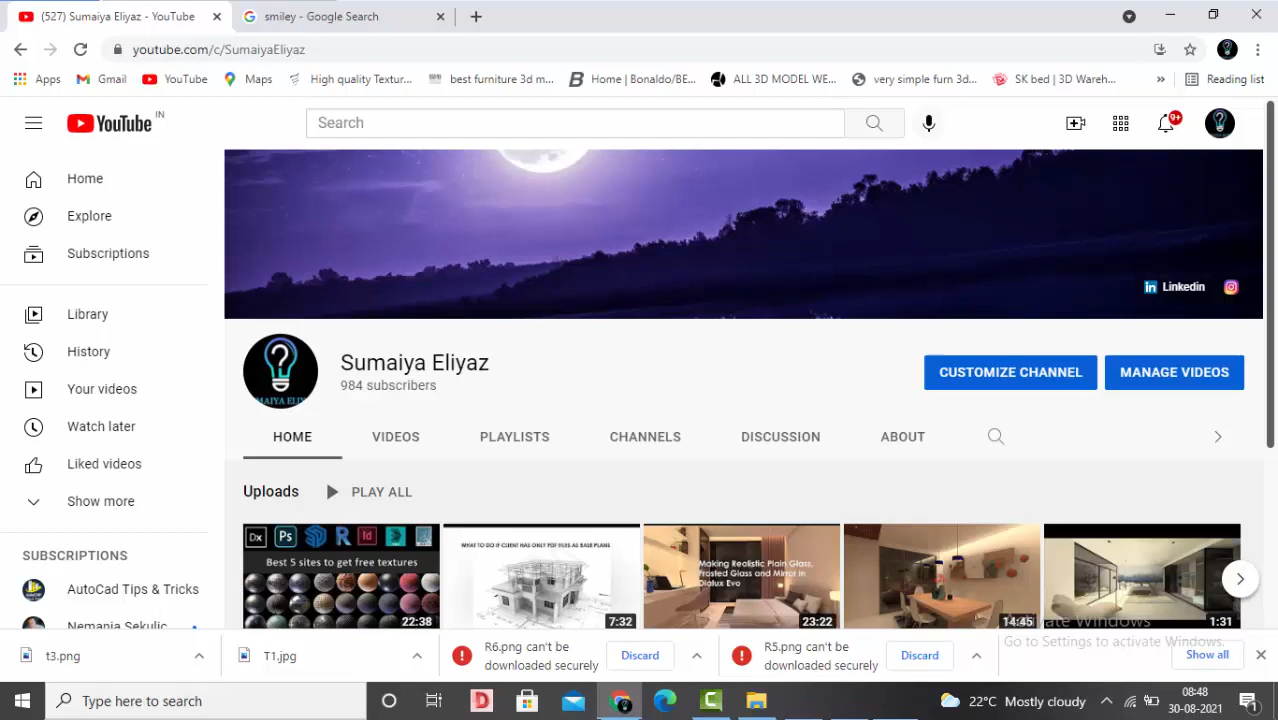 (527) Sumaiya Eliyaz - YouTube
smiley - Google Search
youtube.com/c/SumaiyaEliyaz
Apps
Gmail
YouTube
Maps
High quality Textur...
best furniture 3d m...
Home | Bonaldo/BE...
ALL 3D MODEL WE...
very simple furn 3d...
SK bed | 3D Wareh...
»
Reading list
YouTube IN
Search
9+
Home
Explore
Subscriptions
Library
History
Your videos
Watch later
Liked videos
Show more
SUBSCRIPTIONS
AutoCad Tips & Tricks
Nemanja Sekulic
Linkedin
Sumaiya Eliyaz
984 subscribers
CUSTOMIZE CHANNEL
MANAGE VIDEOS
HOME
VIDEOS
PLAYLISTS
CHANNELS
DISCUSSION
ABOUT
Uploads
PLAY ALL
Dx
Ps
R
Id
Best 5 sites to get free textures
22:38
WHAT TO DO IF CLIENT HAS ONLY PDF FILES AS BASE PLANS
7:32
Making Realistic Plain Glass,
Frosted Glass and Mirror in
Dialux Evo
23:22
14:45
1:31
Go to Settings to activate Windows.
t3.png
T1.jpg
R6.png can't be
downloaded securely
Discard
R5.png can't be
downloaded securely
Discard
Show all
Type here to search
22°C Mostly cloudy
08:48
30-08-2021
1